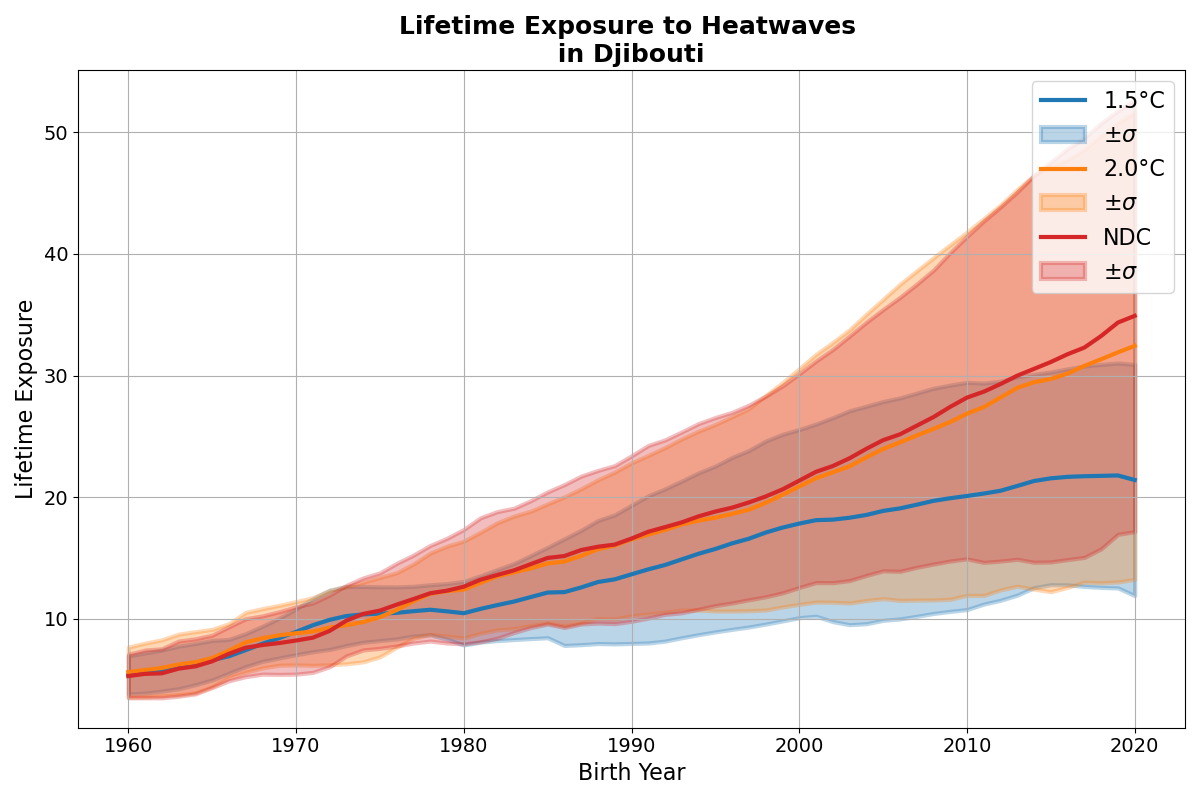 Lifetime Exposure to Heatwaves
in Djibouti
Lifetime Exposure
50
40
30
20
10
1960
1970
1980
1990
2000
2010
2020
Birth Year
1.5°C
±σ
2.0°C
±σ
NDC
±σ